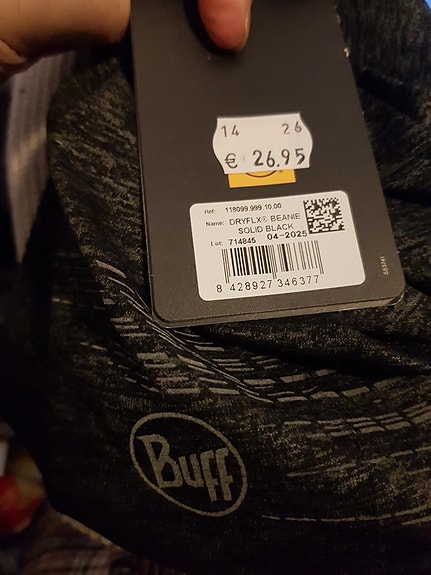 14 26
€ 26.95
Ref: 118099.999.10.00
Name: DRYFLX® BEANIE
SOLID BLACK
Lot: 714845 04-2025
8 428927 346377
553741
Buff